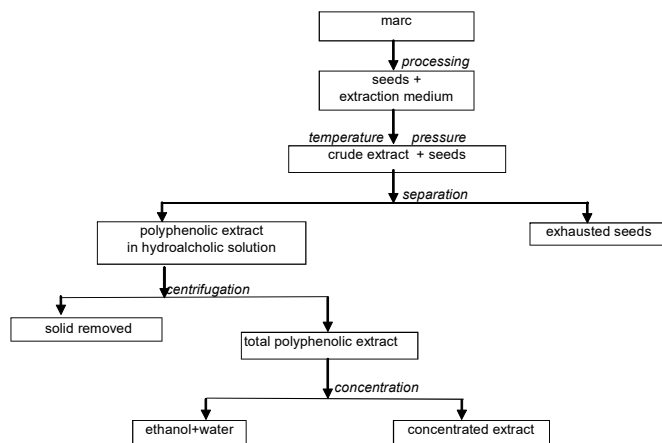 marc
processing
seeds +
extraction medium
temperature pressure
crude extract + seeds
separation
polyphenolic extract
in hydroalcholic solution
exhausted seeds
centrifugation
solid removed
total polyphenolic extract
concentration
ethanol+water
concentrated extract